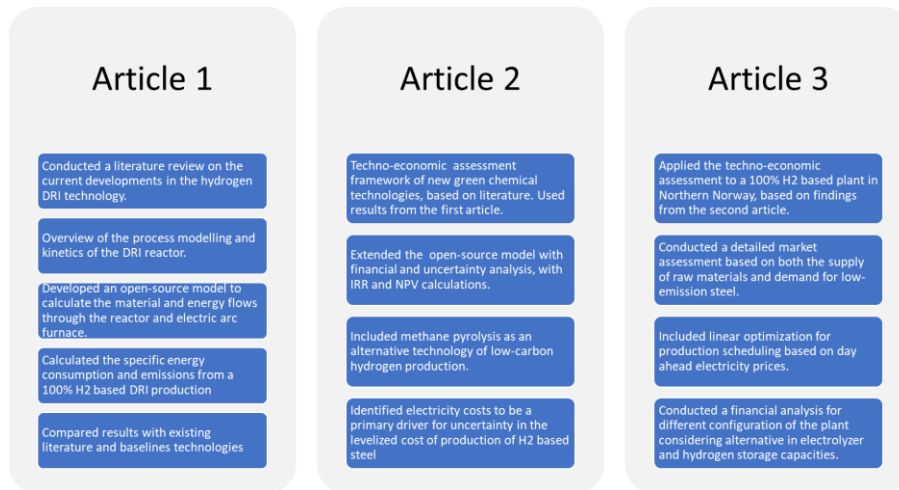 Article 1
Conducted a literature review on the
current developments in the hydrogen
DRI technology.
Overview of the process modelling and
kinetics of the DRI reactor.
Developed an open-source model to
calculate the material and energy flows
through the reactor and electric arc
furnace.
Calculated the specific energy
consumption and emissions from a
100% H2 based DRI production
Compared results with existing
literature and baselines technologies
Article 2
Techno-economic assessment
framework of new green chemical
technologies, based on literature. Used
results from the first article.
Extended the open-source model with
financial and uncertainty analysis, with
IRR and NPV calculations.
Included methane pyrolysis as an
alternative technology of low-carbon
hydrogen production.
Identified electricity costs to be a
primary driver for uncertainty in the
levelized cost of production of H2 based
steel
Article 3
Applied the techno-economic
assessment to a 100% H2 based plant in
Northern Norway, based on findings
from the second article.
Conducted a detailed market
assessment based on both the supply
of raw materials and demand for low-
emission steel.
Included linear optimization for
production scheduling based on day
ahead electricity prices.
Conducted a financial analysis for
different configuration of the plant
considering alternative in electrolyzer
and hydrogen storage capacities.